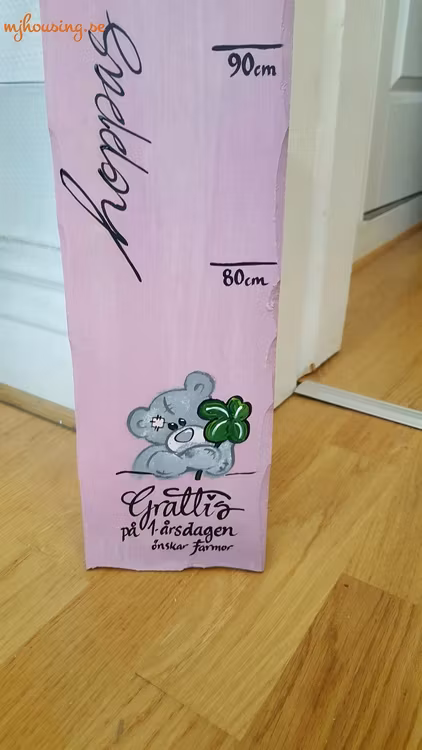 mjhousing.se
90cm
80cm
Grattis
på 1-årsdagen
önskar farmor